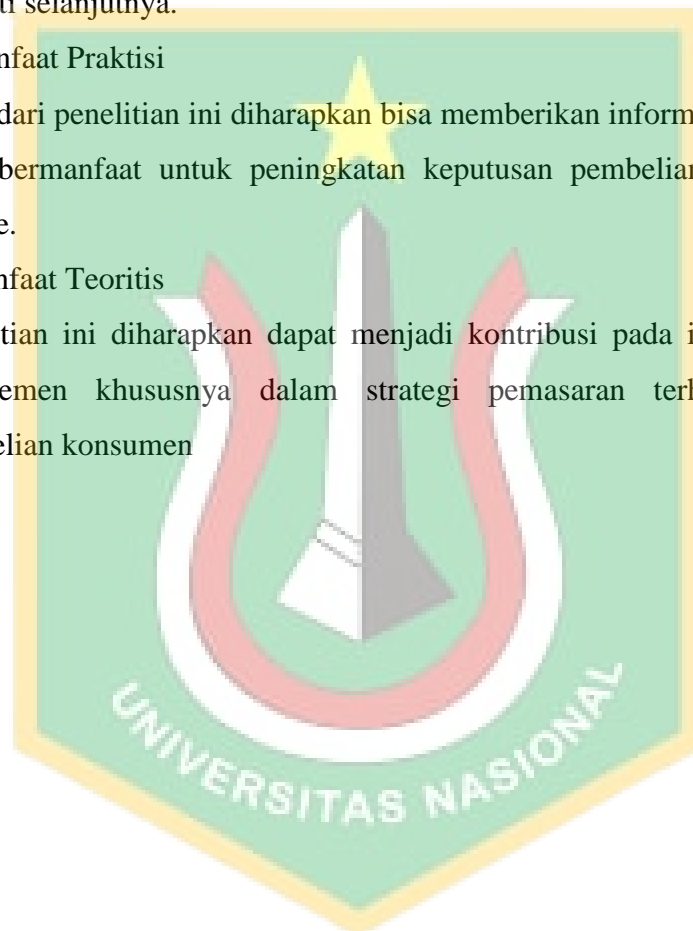 ti selanjutnya.
nfaat Praktisi
dari penelitian ini diharapkan bisa memberikan inform
bermanfaat untuk peningkatan keputusan pembelian
e.
nfaat Teoritis
tian ini diharapkan dapat menjadi kontribusi pada i
emen khususnya dalam strategi pemasaran terh
elian konsumen
UNIVERSITAS NASIONAL